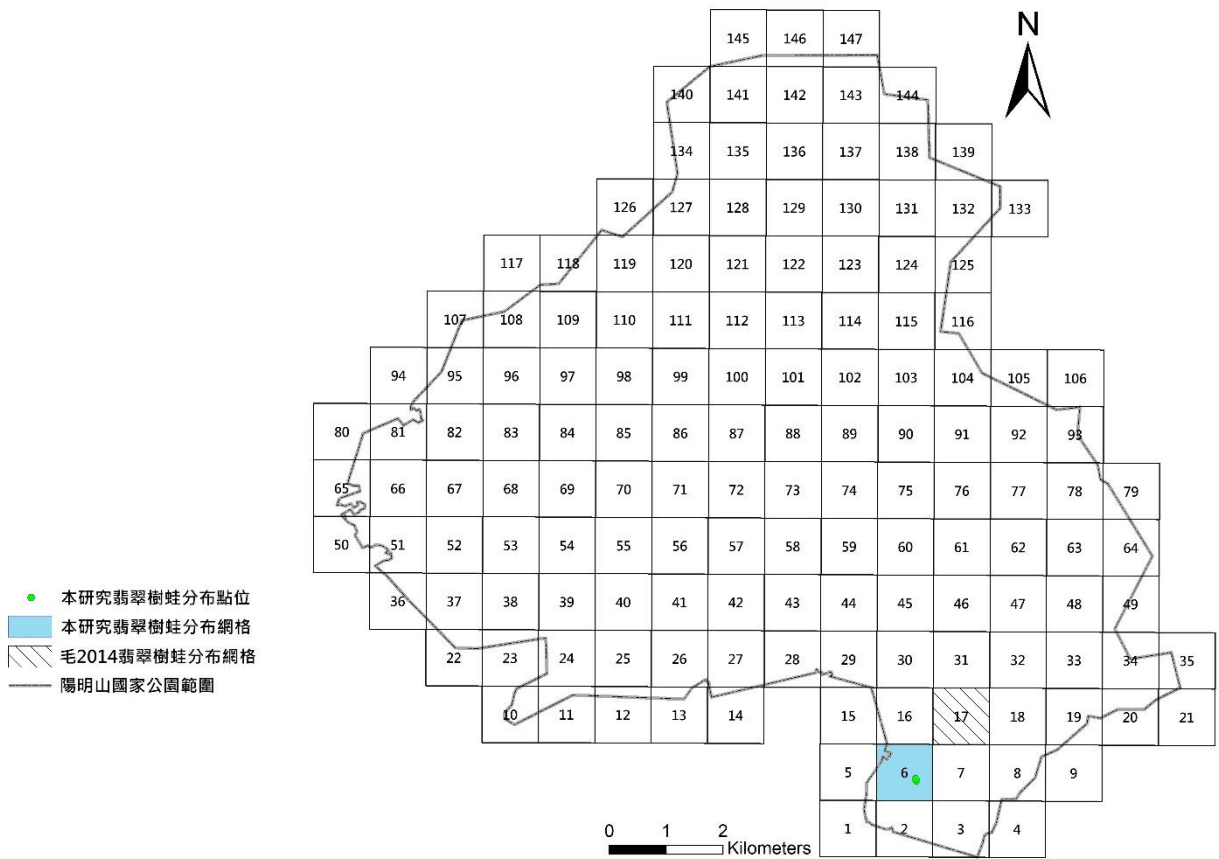 145 146 147
N
140 141 142 143 144
134 135 136 137 138 139
126 127 128 129 130 131 132 133
117 118 119 120 121 122 123 124 125
107 108 109 110 111 112 113 114 115 116
94 95 96 97 98 99 100 101 102 103 104 105 106
80 81 82 83 84 85 86 87 88 89 90 91 92 93
65 66 67 68 69 70 71 72 73 74 75 76 77 78 79
50 51 52 53 54 55 56 57 58 59 60 61 62 63 64
36 37 38 39 40 41 42 43 44 45 46 47 48 49
22 23 24 25 26 27 28 29 30 31 32 33 34 35
10 11 12 13 14 15 16 17 18 19 20 21
5 6 7 8 9
1 2 3 4
本研究翡翠樹蛙分布點位
本研究翡翠樹蛙分布網格
毛2014翡翠樹蛙分布網格
陽明山國家公園範圍
0 1 2
Kilometers